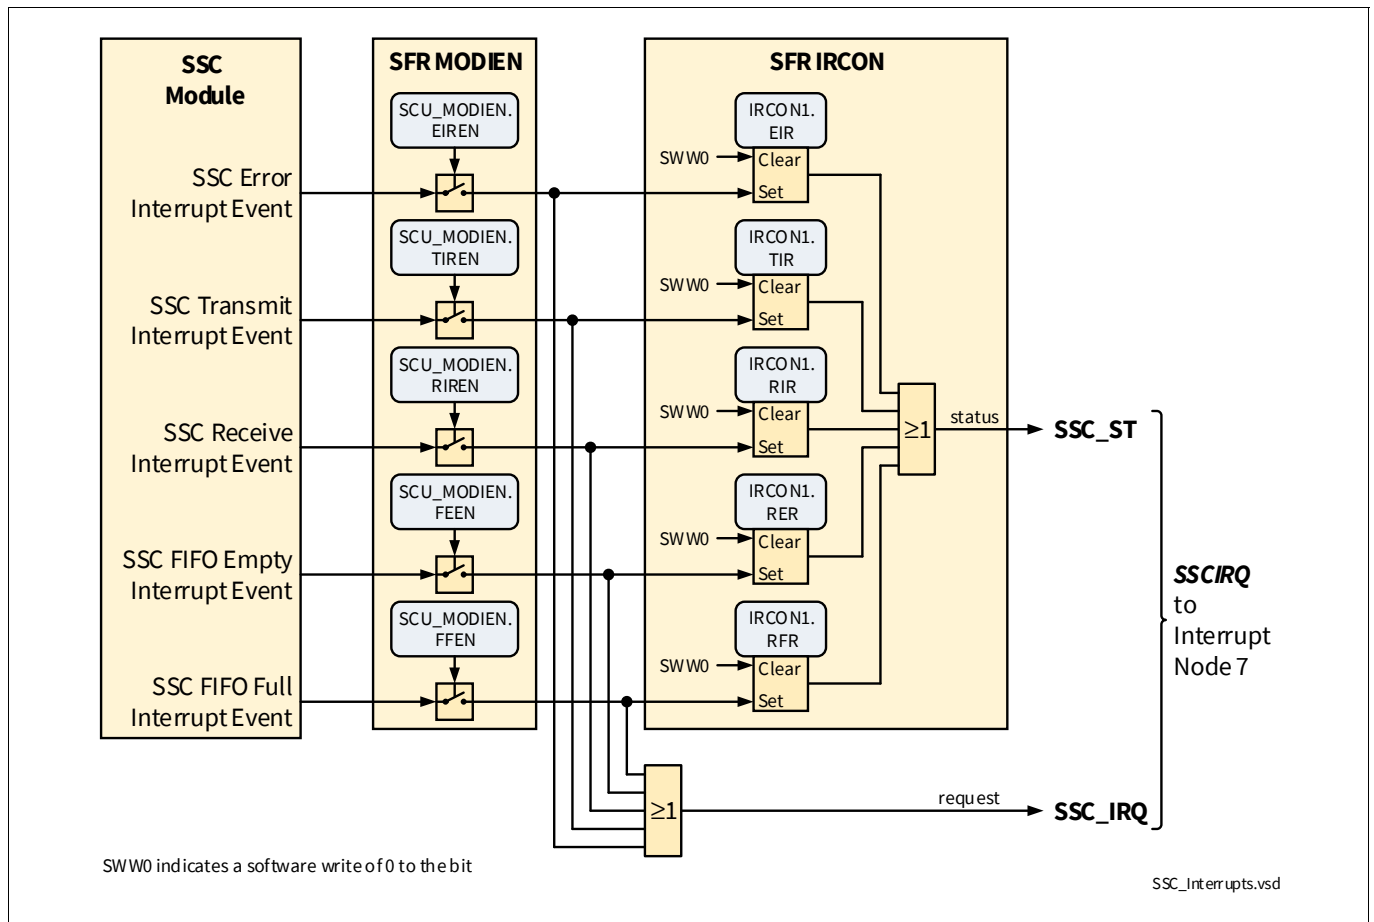 SSC
Module
SFR MODIEN
SFR IRCON
SCU_MODIEN.
EIREN
IRCON1.
EIR
SWW0
Clear
Set
SSC Error
Interrupt Event
SCU_MODIEN.
TIREN
IRCON1.
TIR
SWW0
Clear
Set
SSC Transmit
Interrupt Event
SCU_MODIEN.
RIREN
IRCON1.
RIR
SWW0
Clear
Set
SSC Receive
Interrupt Event
≥1
status
SSC_ST
SCU_MODIEN.
FEEN
IRCON1.
RER
SWW0
Clear
Set
SSC FIFO Empty
Interrupt Event
SCU_MODIEN.
FFEN
IRCON1.
RFR
SWW0
Clear
Set
SSC FIFO Full
Interrupt Event
SSCIRQ
to
Interrupt
Node 7
≥1
request
SSC_IRQ
SWW0 indicates a software write of 0 to the bit
SSC_Interrupts.vsd